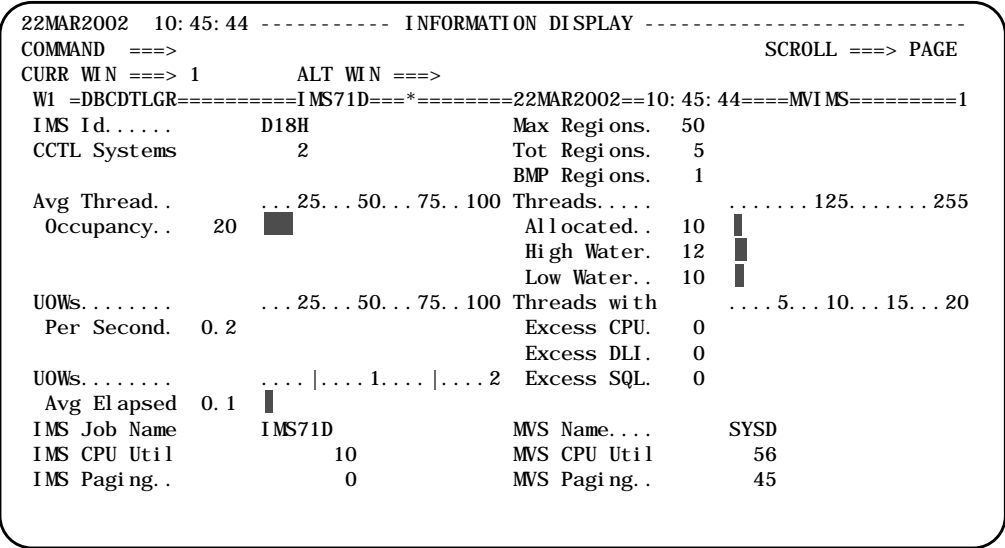 22MAR2002  10:45:44 ----------- INFORMATION DISPLAY ---------------------------
COMMAND  ===>                                                 SCROLL ===> PAGE
CURR WIN ===> 1        ALT WIN ===>
 W1 =DBCDTLGR==========IMS71D===*========22MAR2002==10:45:44====MVIMS=========1
 IMS Id......       D18H                 Max Regions.  50
 CCTL Systems          2                 Tot Regions.   5
                                         BMP Regions.   1
 Avg Thread..       ...25...50...75..100 Threads.....      .......125.......255
  Occupancy..   20                        Allocated..  10
                                          High Water.  12
                                          Low Water..  10
 UOWs........       ...25...50...75..100 Threads with      ....5...10...15...20
  Per Second.  0.2                        Excess CPU.   0
                                          Excess DLI.   0
 UOWs........       ....|....1....|....2  Excess SQL.   0
  Avg Elapsed  0.1
 IMS Job Name       IMS71D               MVS Name....      SYSD
 IMS CPU Util             10             MVS CPU Util        56
 IMS Paging..              0             MVS Paging..        45